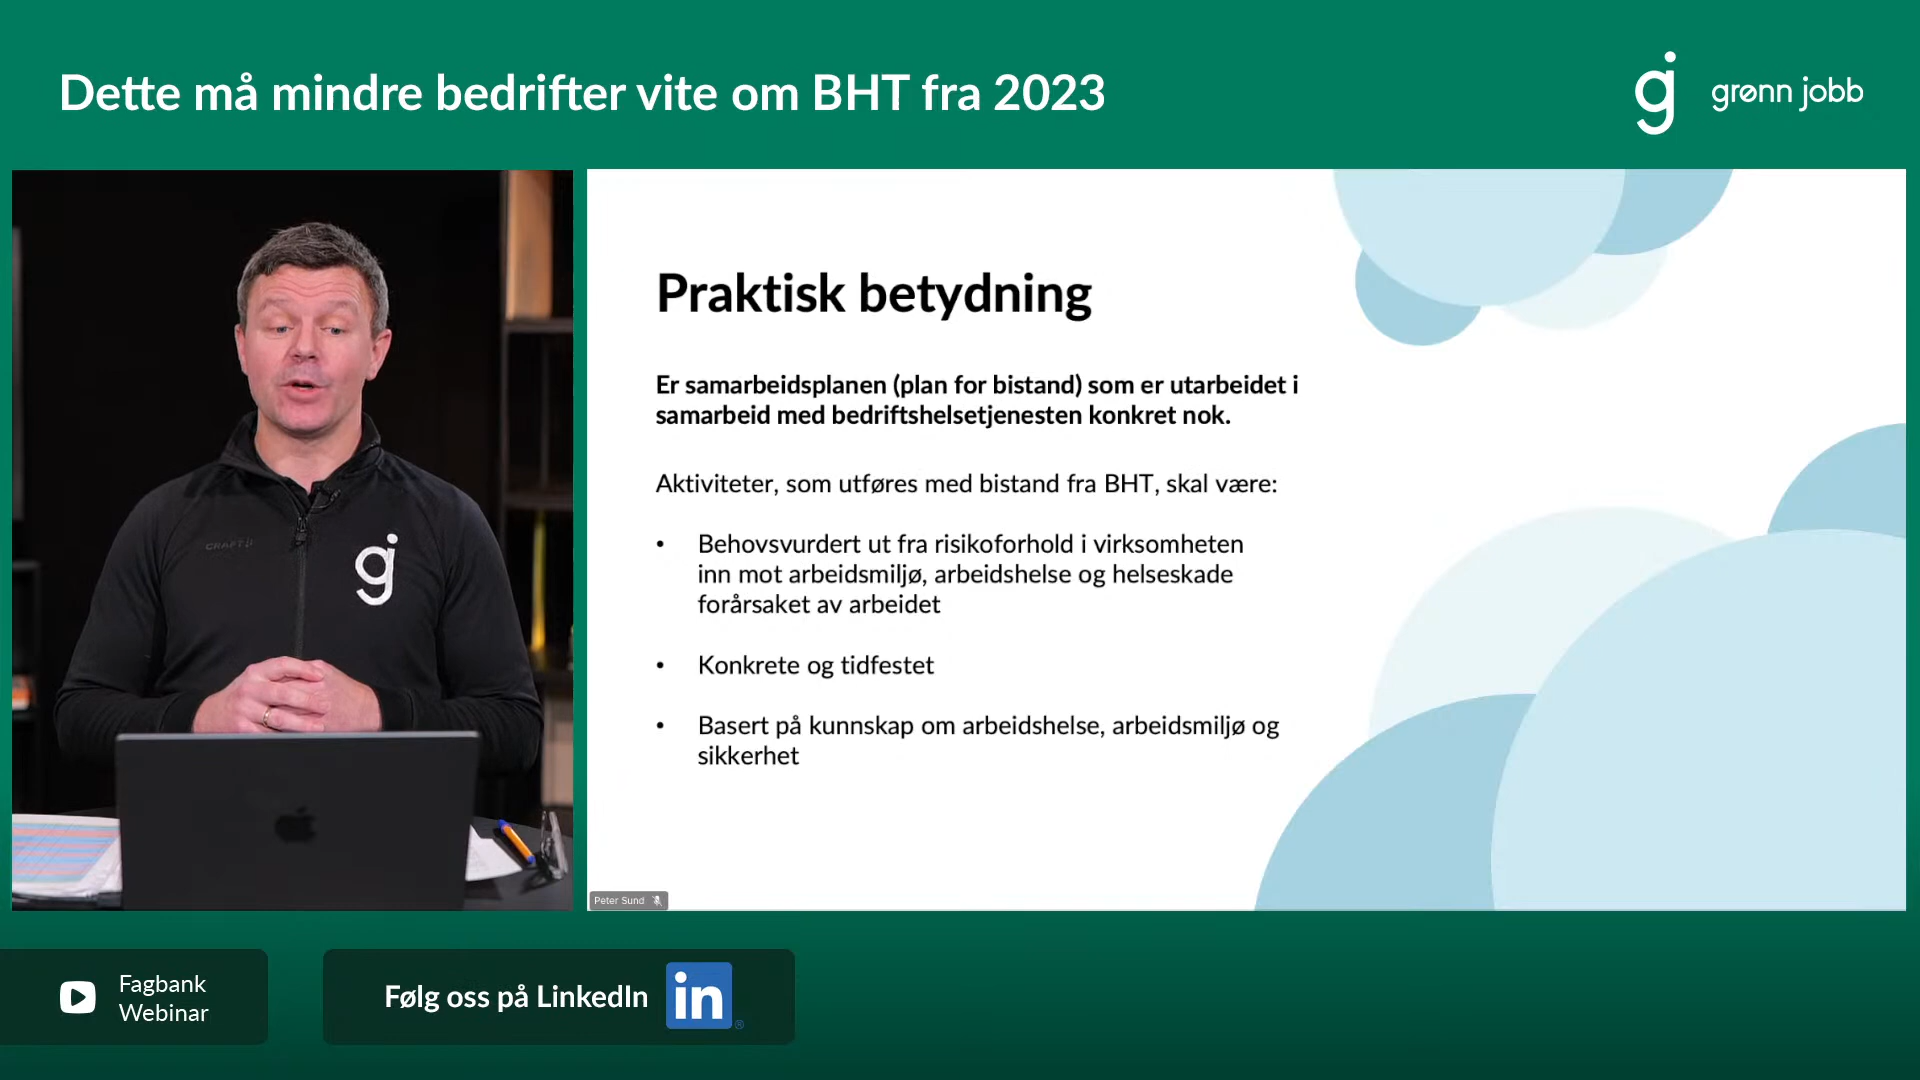 Dette må mindre bedrifter vite om BHT fra 2023
gj grønn jobb
CRAFT
gj
Praktisk betydning
Er samarbeidsplanen (plan for bistand) som er utarbeidet i
samarbeid med bedriftshelsetjenesten konkret nok.
Aktiviteter, som utføres med bistand fra BHT, skal være:
• Behovsvurdert ut fra risikoforhold i virksomheten
inn mot arbeidsmiljø, arbeidshelse og helseskade
forårsaket av arbeidet
• Konkrete og tidfestet
• Basert på kunnskap om arbeidshelse, arbeidsmiljø og
sikkerhet
Peter Sund
Fagbank
Webinar
Følg oss på LinkedIn
in